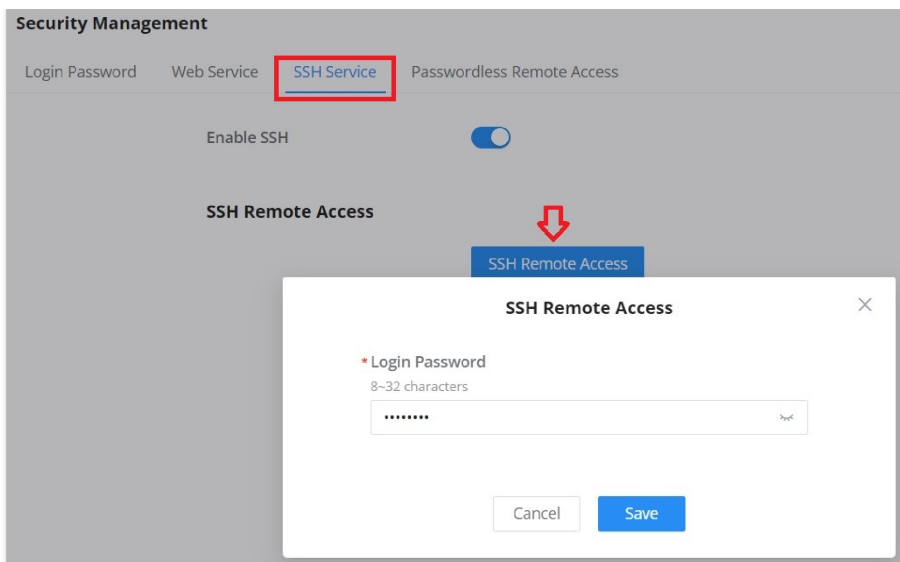 Security Management
Login Password Web Service SSH Service Passwordless Remote Access
Enable SSH
SSH Remote Access
SSH Remote Access
SSH Remote Access
* Login Password
8~32 characters
••••••••
Cancel Save